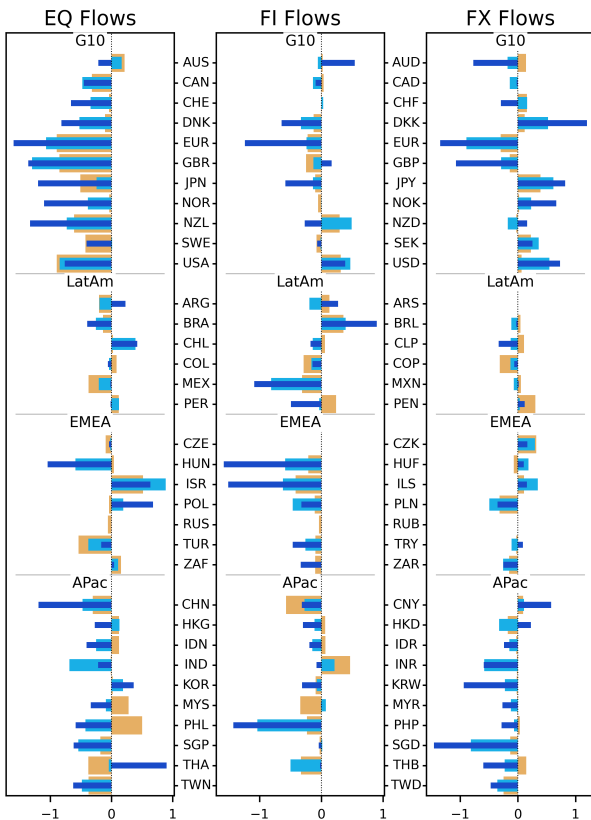 EQ Flows FI Flows FX Flows
G10 G10 G10
AUS AUD
CAN CAD
CHE CHF
DNK DKK
EUR EUR
GBR GBP
JPN JPY
NOR NOK
NZL NZD
SWE SEK
USA USD
LatAm LatAm LatAm
ARG ARS
BRA BRL
CHL CLP
COL COP
MEX MXN
PER PEN
EMEA EMEA EMEA
CZE CZK
HUN HUF
ISR ILS
POL PLN
RUS RUB
TUR TRY
ZAF ZAR
APac APac APac
CHN CNY
HKG HKD
IDN IDR
IND INR
KOR KRW
MYS MYR
PHL PHP
SGP SGD
THA THB
TWN TWD
−1 0 1 −1 0 1 −1 0 1